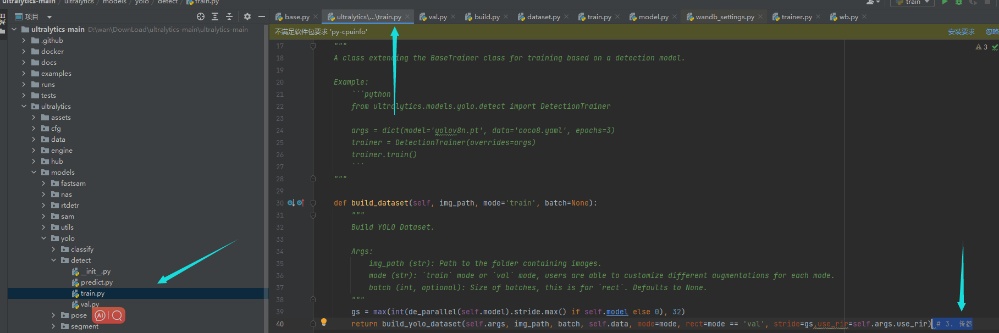 ultralytics-main / ultralytics / models / yolo / detect / train.py
train
项目
项目
base.py
ultralytics\...\train.py
val.py
build.py
dataset.py
train.py
model.py
wandb_settings.py
trainer.py
wb.py
ultralytics-main D:\wan\DownLoad\ultralytics-main\ultralytics-main
.github
docker
docs
examples
runs
tests
ultralytics
assets
cfg
data
engine
hub
models
fastsam
nas
rtdetr
sam
utils
yolo
classify
detect
__init__.py
predict.py
train.py
val.py
AI
pose
segment
不满足软件包要求 'py-cpuinfo'
安装要求
忽略
3
17 """
18 A class extending the BaseTrainer class for training based on a detection model.
19
20 Example:
21 ```python
22 from ultralytics.models.yolo.detect import DetectionTrainer
23
24 args = dict(model='yolov8n.pt', data='coco8.yaml', epochs=3)
25 trainer = DetectionTrainer(overrides=args)
26 trainer.train()
27 ```
28 """
29
30 def build_dataset(self, img_path, mode='train', batch=None):
31 """
32 Build YOLO Dataset.
33
34 Args:
35 img_path (str): Path to the folder containing images.
36 mode (str): `train` mode or `val` mode, users are able to customize different augmentations for each mode.
37 batch (int, optional): Size of batches, this is for `rect`. Defaults to None.
38 """
39 gs = max(int(de_parallel(self.model).stride.max() if self.model else 0), 32)
40 return build_yolo_dataset(self.args, img_path, batch, self.data, mode=mode, rect=mode == 'val', stride=gs,use_rir=self.args.use_rir) # 3. 传参